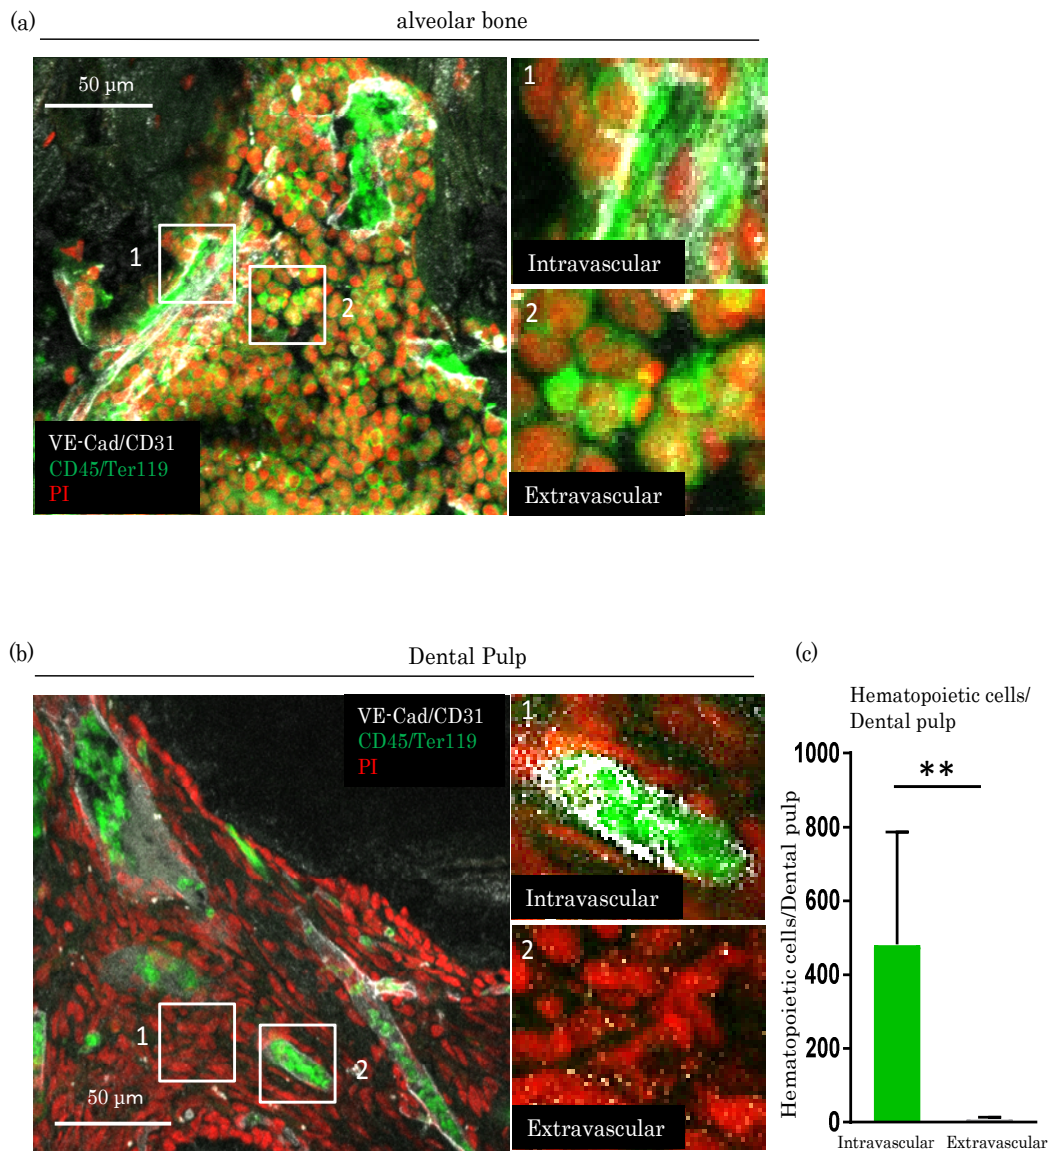 (a)
alveolar bone
50 µm
1
2
VE-Cad/CD31
CD45/Ter119
PI
1
Intravascular
2
Extravascular
(b)
Dental Pulp
VE-Cad/CD31
CD45/Ter119
PI
1
2
50 µm
1
Intravascular
2
Extravascular
(c)
Hematopoietic cells/
Dental pulp
Hematopoietic cells/Dental pulp
1000
800
600
400
200
0
**
Intravascular Extravascular